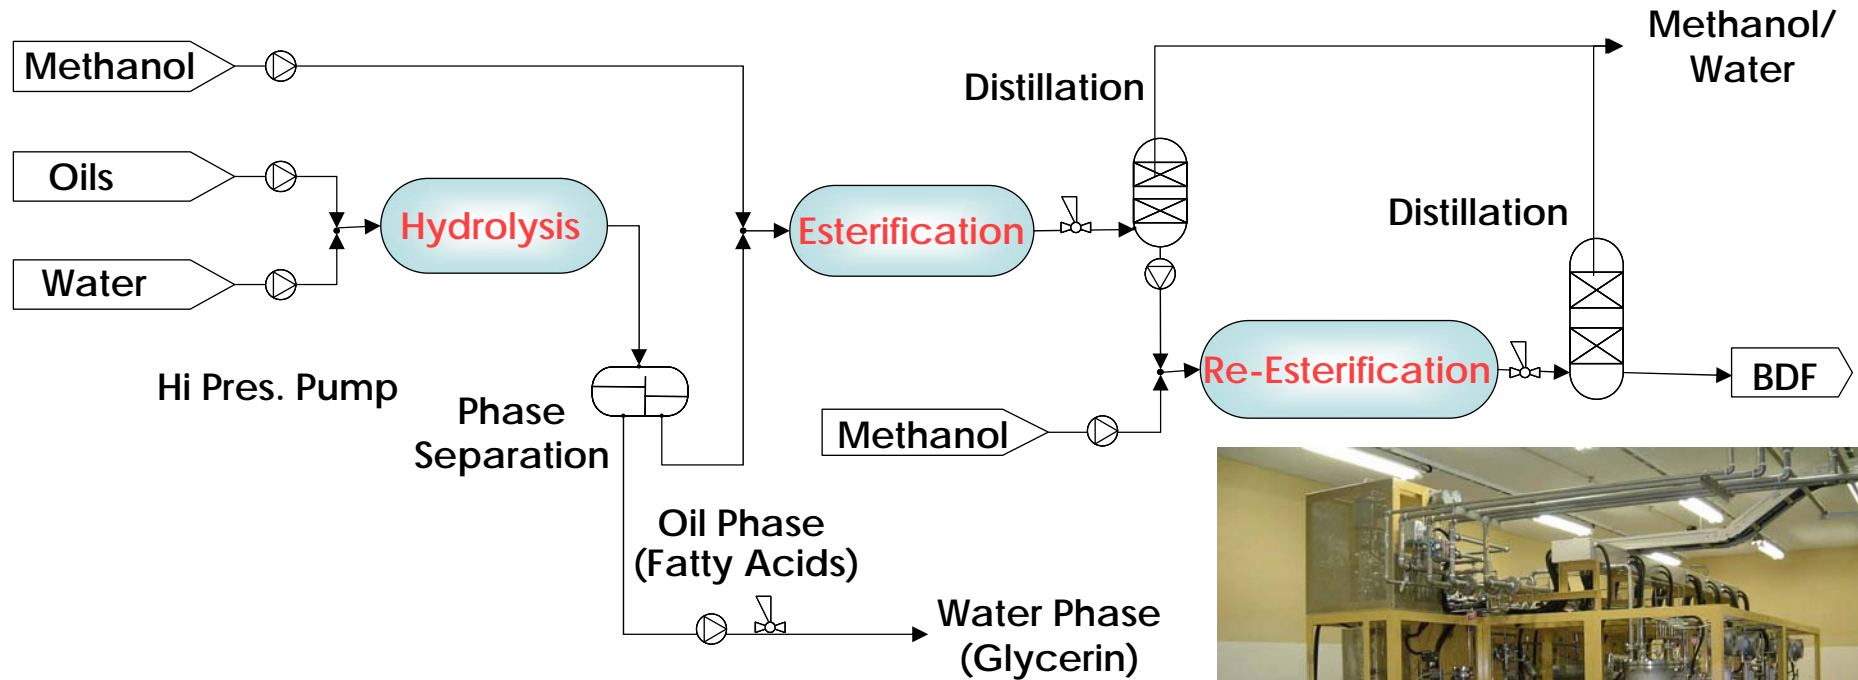 Methanol/
Water
Methanol
Distillation
Oils
Hydrolysis
Esterification
Distillation
Water
Hi Pres. Pump
Phase
Separation
Re-Esterification
BDF
Methanol
Oil Phase
(Fatty Acids)
Water Phase
(Glycerin)